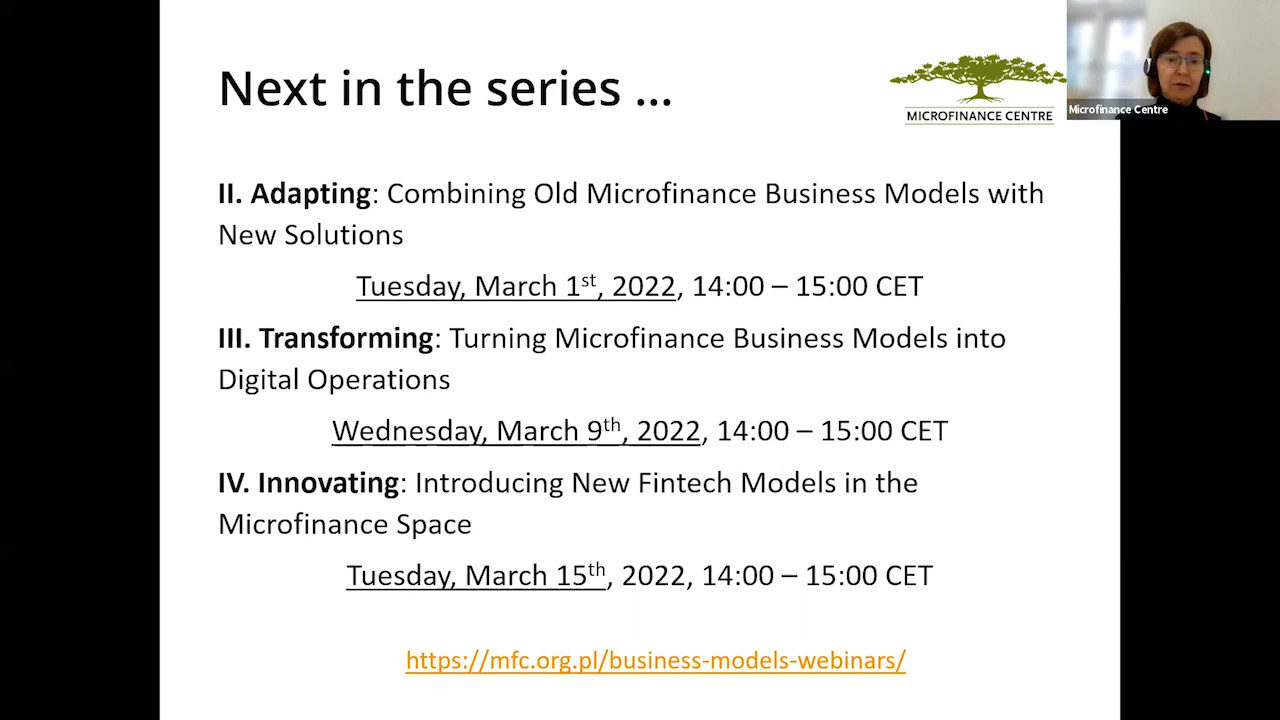 Next in the series ...
MICROFINANCE CENTRE
Microfinance Centre
II. Adapting: Combining Old Microfinance Business Models with
New Solutions
Tuesday, March 1st, 2022, 14:00 – 15:00 CET
III. Transforming: Turning Microfinance Business Models into
Digital Operations
Wednesday, March 9th, 2022, 14:00 – 15:00 CET
IV. Innovating: Introducing New Fintech Models in the
Microfinance Space
Tuesday, March 15th, 2022, 14:00 – 15:00 CET
https://mfc.org.pl/business-models-webinars/